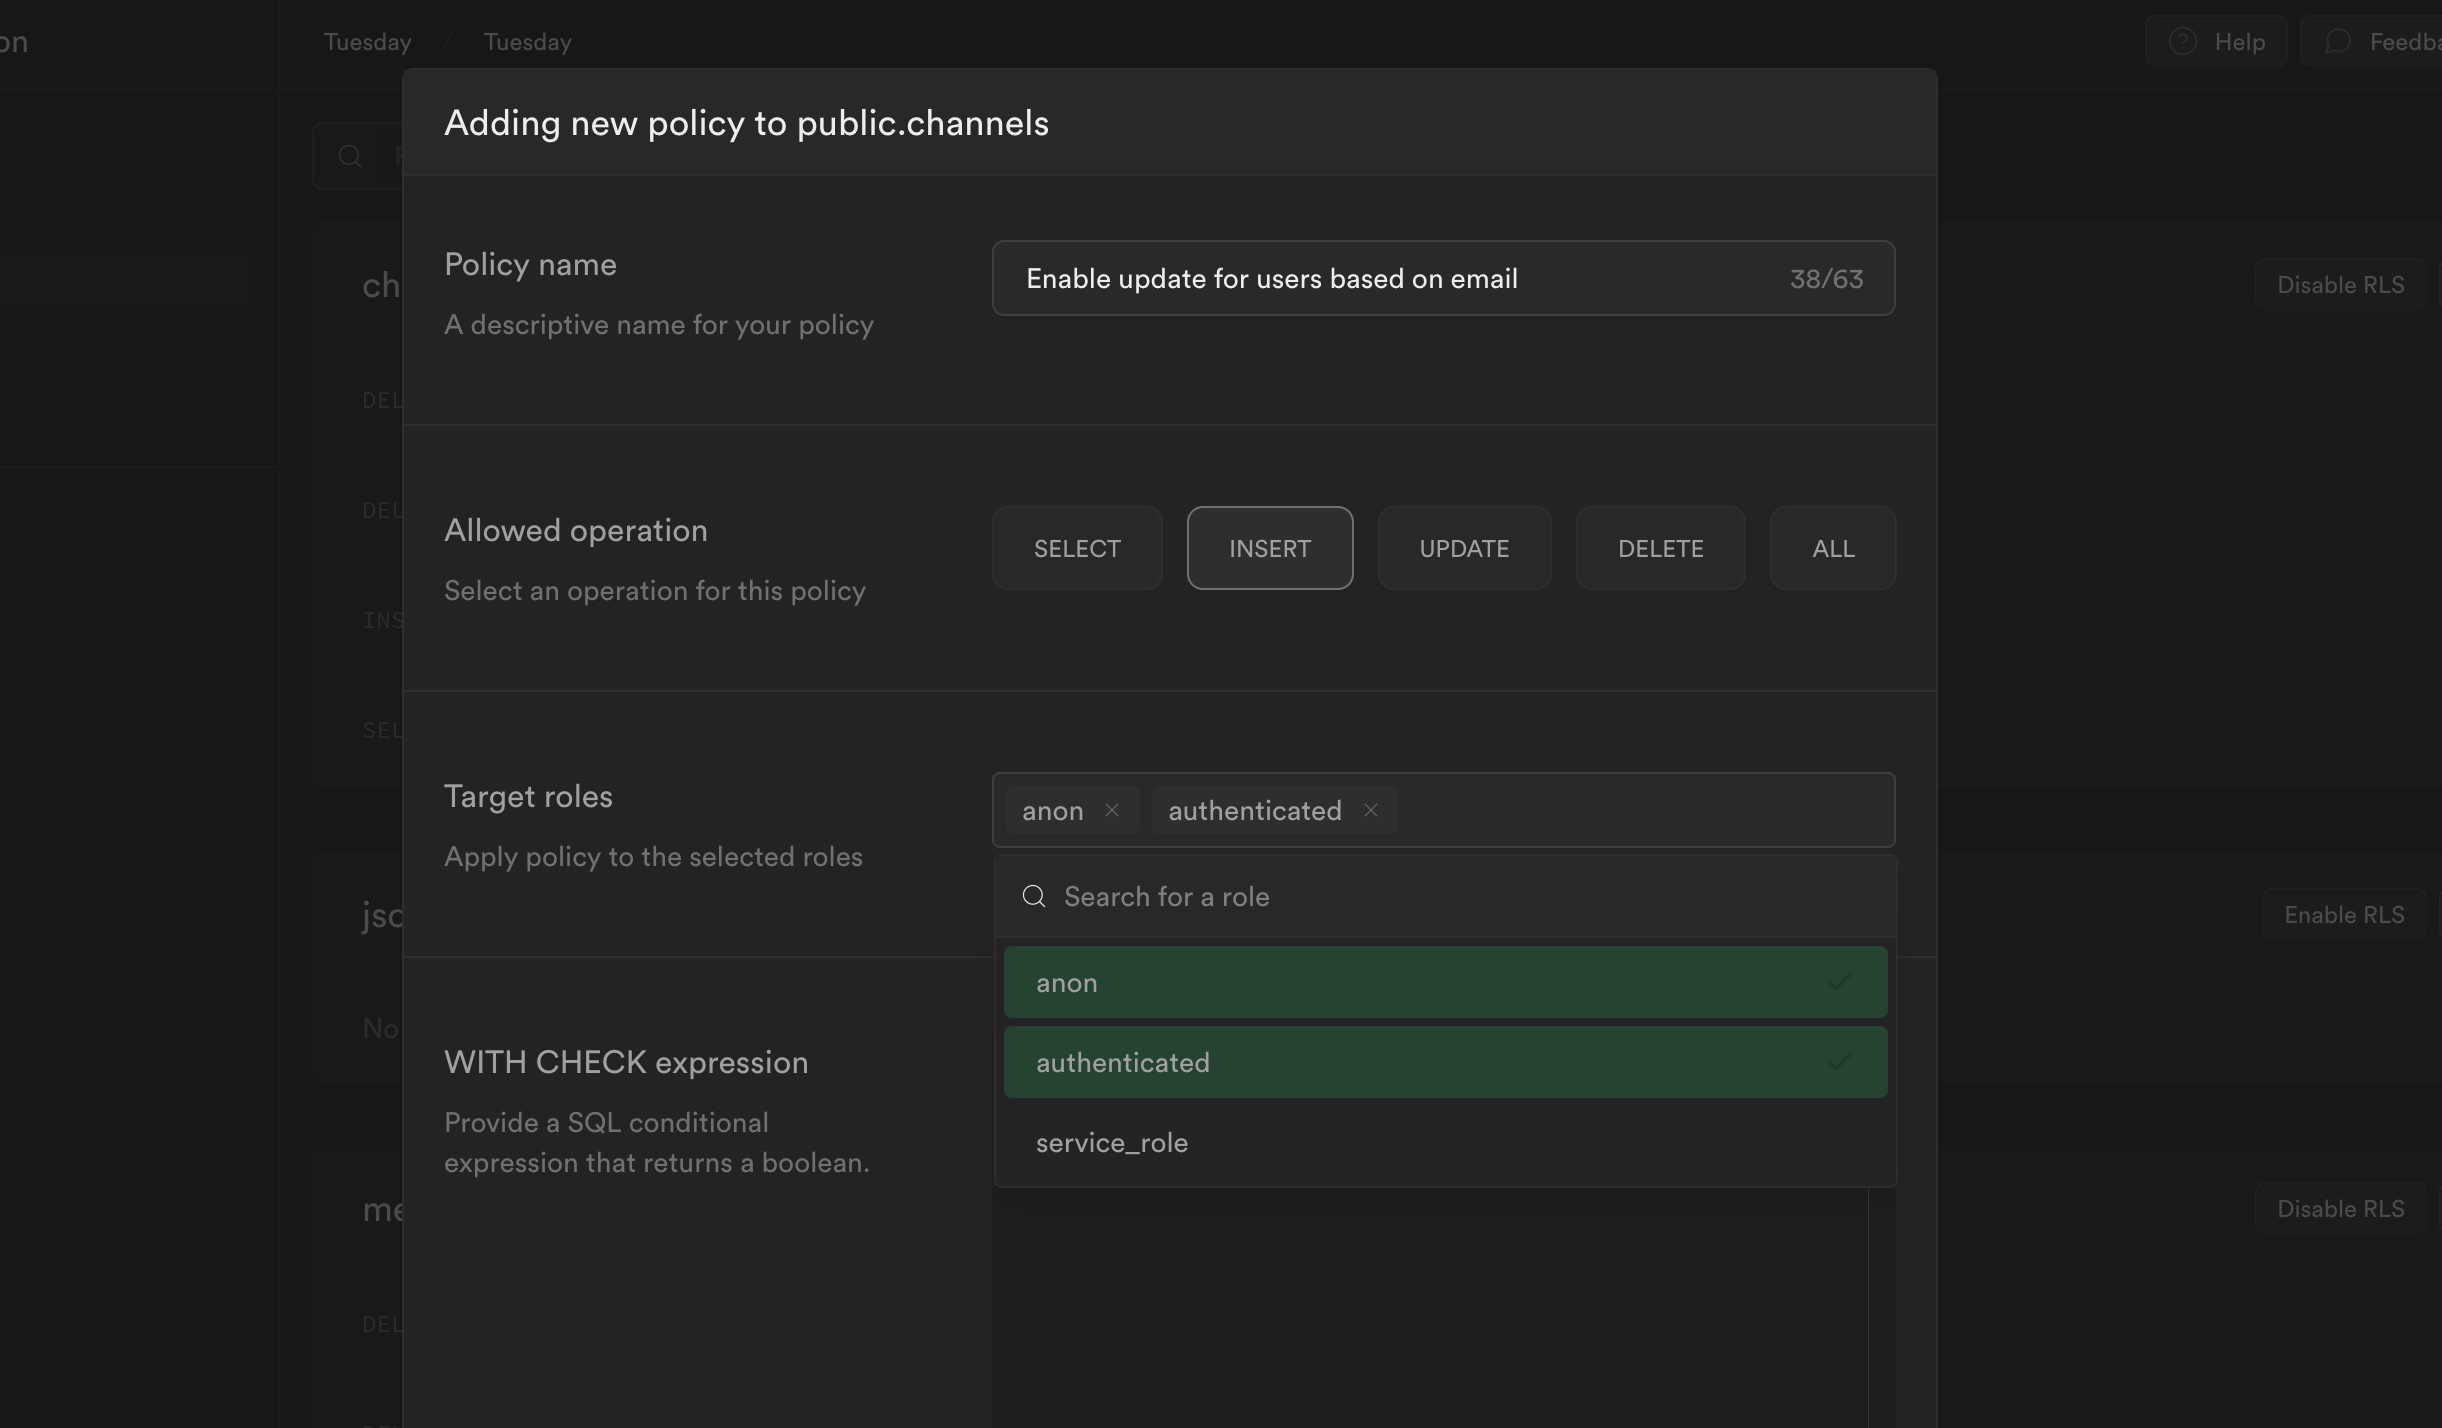 on
Tuesday / Tuesday
Help
Feedba
Adding new policy to public.channels
Policy name
A descriptive name for your policy
Enable update for users based on email
38/63
Allowed operation
Select an operation for this policy
SELECT
INSERT
UPDATE
DELETE
ALL
Target roles
Apply policy to the selected roles
anon
authenticated
Search for a role
anon
authenticated
service_role
WITH CHECK expression
Provide a SQL conditional
expression that returns a boolean.
ch
Disable RLS
DEL
DEL
INS
SEL
jso
Enable RLS
No
me
Disable RLS
DEL